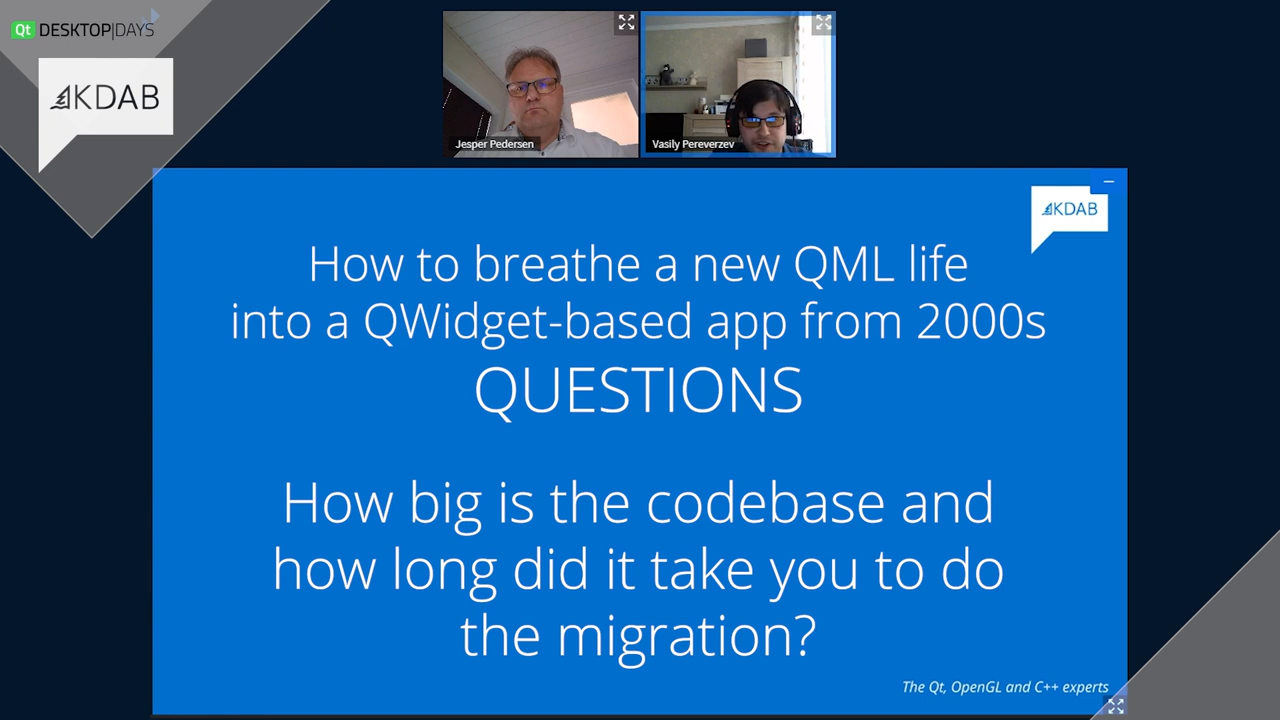 Qt DESKTOP|DAYS
KDAB
Jesper Pedersen
Vasily Pereverzev
KDAB
How to breathe a new QML life
into a QWidget-based app from 2000s
QUESTIONS
How big is the codebase and
how long did it take you to do
the migration?
The Qt, OpenGL and C++ experts